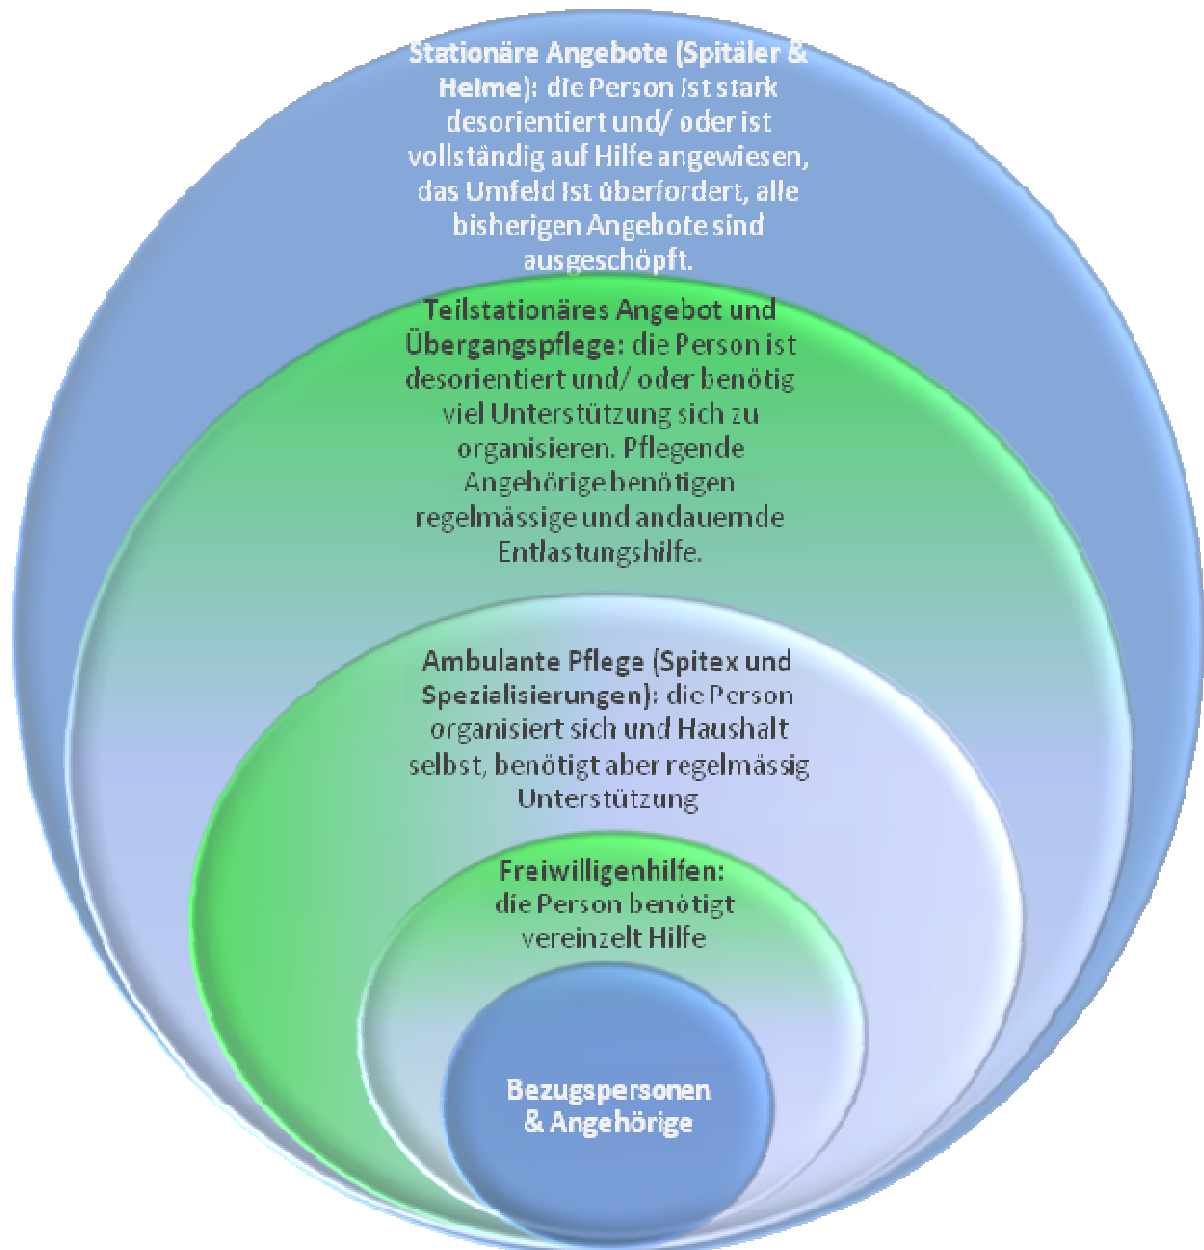 Stationäre Angebote (Spitäler &
Heime): die Person ist stark
desorientiert und/ oder ist
vollständig auf Hilfe angewiesen,
das Umfeld ist überfordert, alle
bisherigen Angebote sind
ausgeschöpft.
Teilstationäres Angebot und
Übergangspflege: die Person ist
desorientiert und/ oder benötig
viel Unterstützung sich zu
organisieren. Pflegende
Angehörige benötigen
regelmässige und andauernde
Entlastungshilfe.
Ambulante Pflege (Spitex und
Spezialisierungen): die Person
organisiert sich und Haushalt
selbst, benötigt aber regelmässig
Unterstützung
Freiwilligenhilfen:
die Person benötigt
vereinzelt Hilfe
Bezugspersonen
& Angehörige